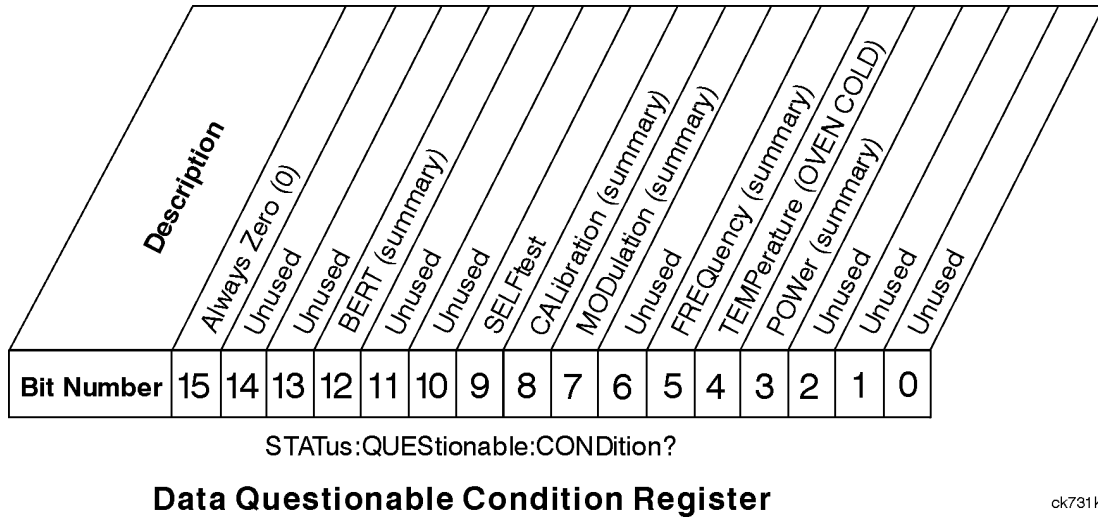 Description
Always Zero (0)
Unused
Unused
BERT (summary)
Unused
Unused
SELFtest
CALibration (summary)
MODulation (summary)
Unused
FREQuency (summary)
TEMPerature (OVEN COLD)
POWer (summary)
Unused
Unused
Unused
Bit Number 15 14 13 12 11 10 9 8 7 6 5 4 3 2 1 0
STATus:QUEStionable:CONDition?
Data Questionable Condition Register
ck731k